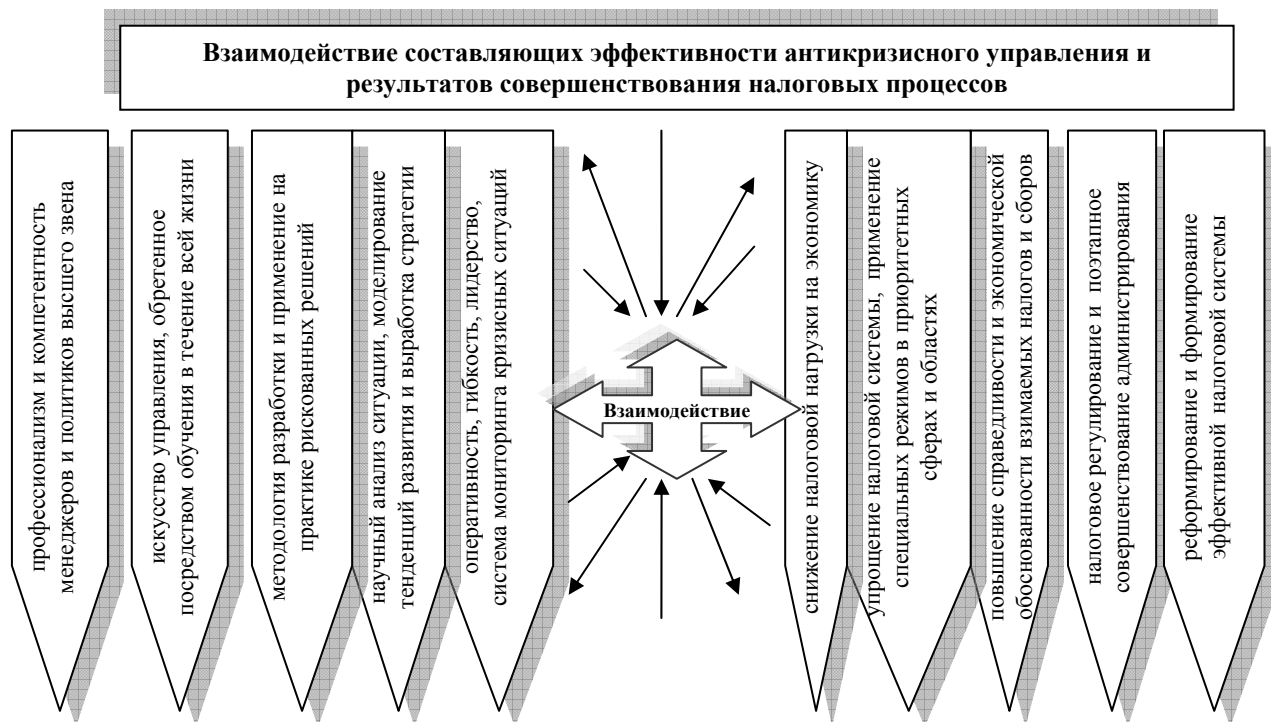 Взаимодействие составляющих эффективности антикризисного управления и
результатов совершенствования налоговых процессов
профессионализм и компетентность
менеджеров и политиков высшего звена
искусство управления, обретенное
посредством обучения в течение всей жизни
методология разработки и применение на
практике рискованных решений
научный анализ ситуации, моделирование
тенденций развития и выработка стратегии
оперативность, гибкость, лидерство,
система мониторинга кризисных ситуаций
Взаимодействие
снижение налоговой нагрузки на экономику
упрощение налоговой системы, применение
специальных режимов в приоритетных
сферах и областях
повышение справедливости и экономической
обоснованности взимаемых налогов и сборов
налоговое регулирование и поэтапное
совершенствование администрирования
реформирование и формирование
эффективной налоговой системы